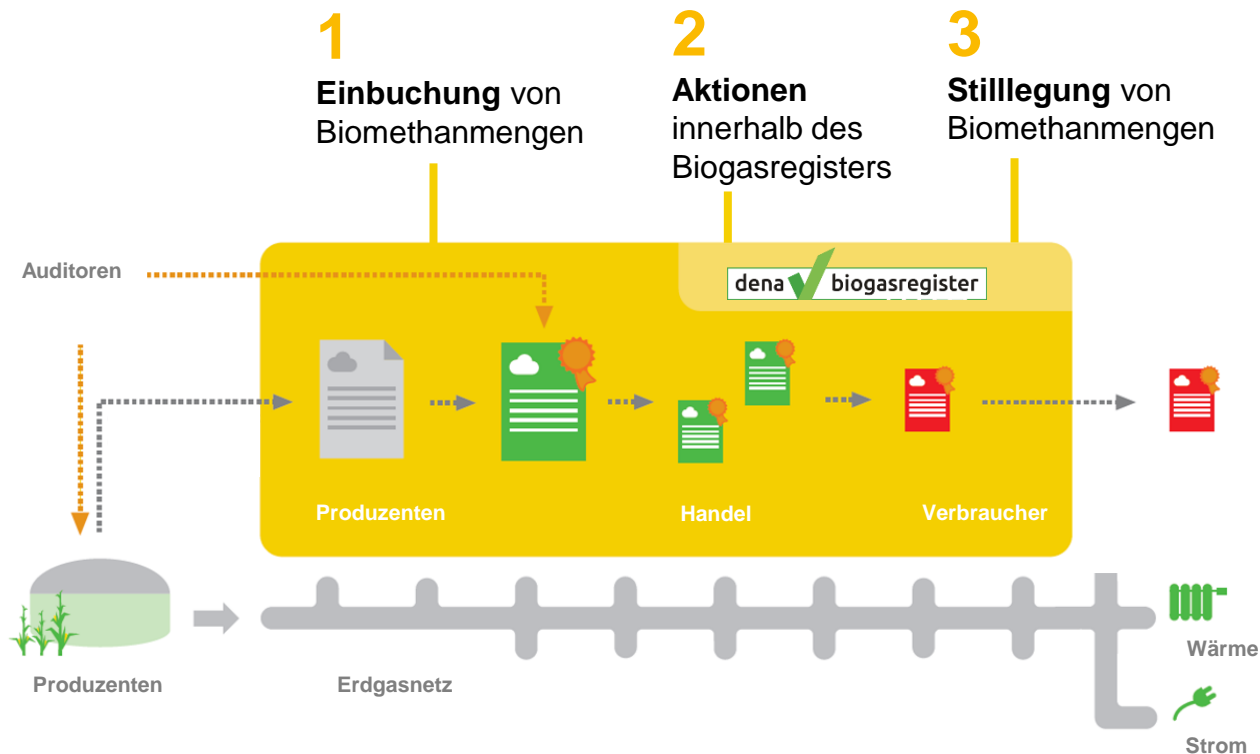 1
Einbuchung von
Biomethanmengen
2
Aktionen
innerhalb des
Biogasregisters
3
Stilllegung von
Biomethanmengen
Auditoren
dena biogasregister
Produzenten
Handel
Verbraucher
Produzenten
Erdgasnetz
Wärme
Strom